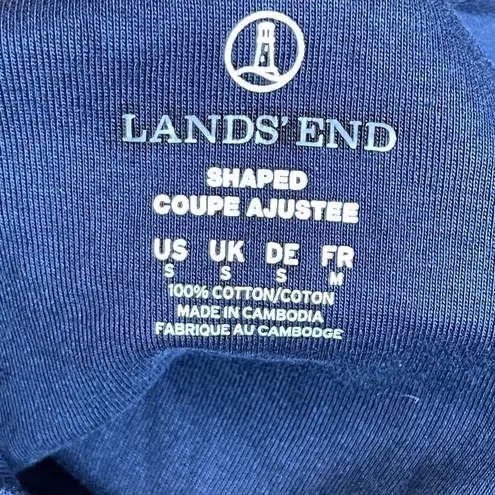 LANDS' END
SHAPED
COUPE AJUSTEE
US UK DE FR
S S S M
100% COTTON/COTON
MADE IN CAMBODIA
FABRIQUE AU CAMBODGE